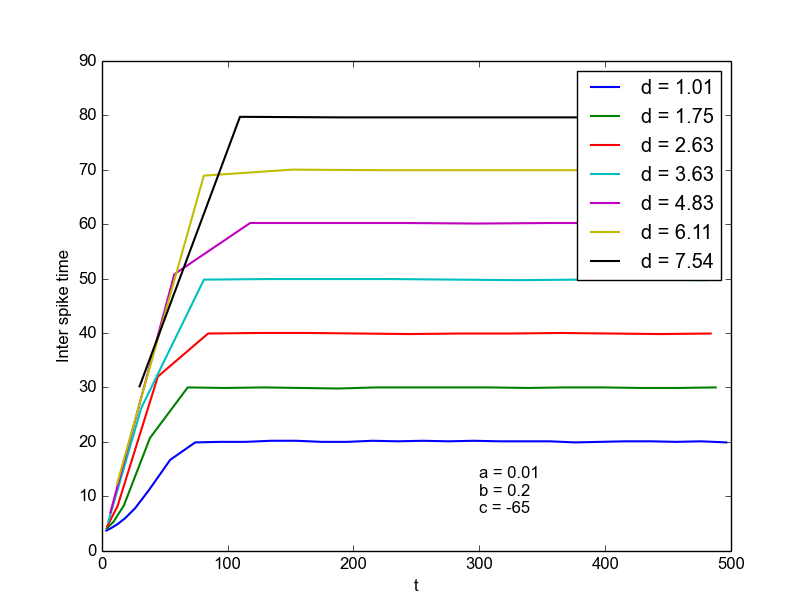 90
80
70
60
50
40
30
20
10
0
Inter spike time
0 100 200 300 400 500
t
d = 1.01
d = 1.75
d = 2.63
d = 3.63
d = 4.83
d = 6.11
d = 7.54
a = 0.01
b = 0.2
c = -65